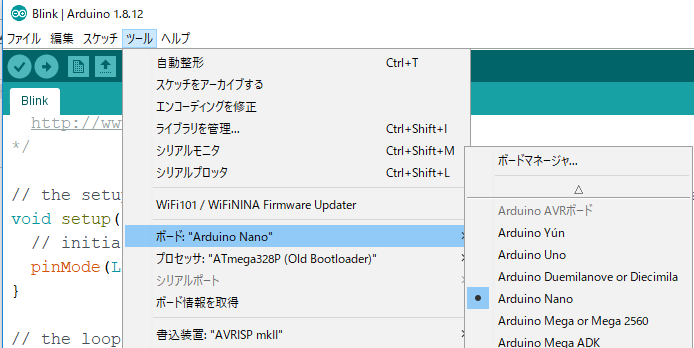 Blink | Arduino 1.8.12
ファイル 編集 スケッチ ツール ヘルプ
Blink
http://ww
*/
// the setu
void setup(
// initia
pinMode(L
}
// the loop
自動整形 Ctrl+T
スケッチをアーカイブする
エンコーディングを修正
ライブラリを管理... Ctrl+Shift+I
シリアルモニタ Ctrl+Shift+M
シリアルプロッタ Ctrl+Shift+L
WiFi101 / WiFiNINA Firmware Updater
ボード: "Arduino Nano"
プロセッサ: "ATmega328P (Old Bootloader)"
シリアルポート
ボード情報を取得
書込装置: "AVRISP mkII"
ボードマネージャ...
Arduino AVRボード
Arduino Yún
Arduino Uno
Arduino Duemilanove or Diecimila
Arduino Nano
Arduino Mega or Mega 2560
Arduino Mega ADK